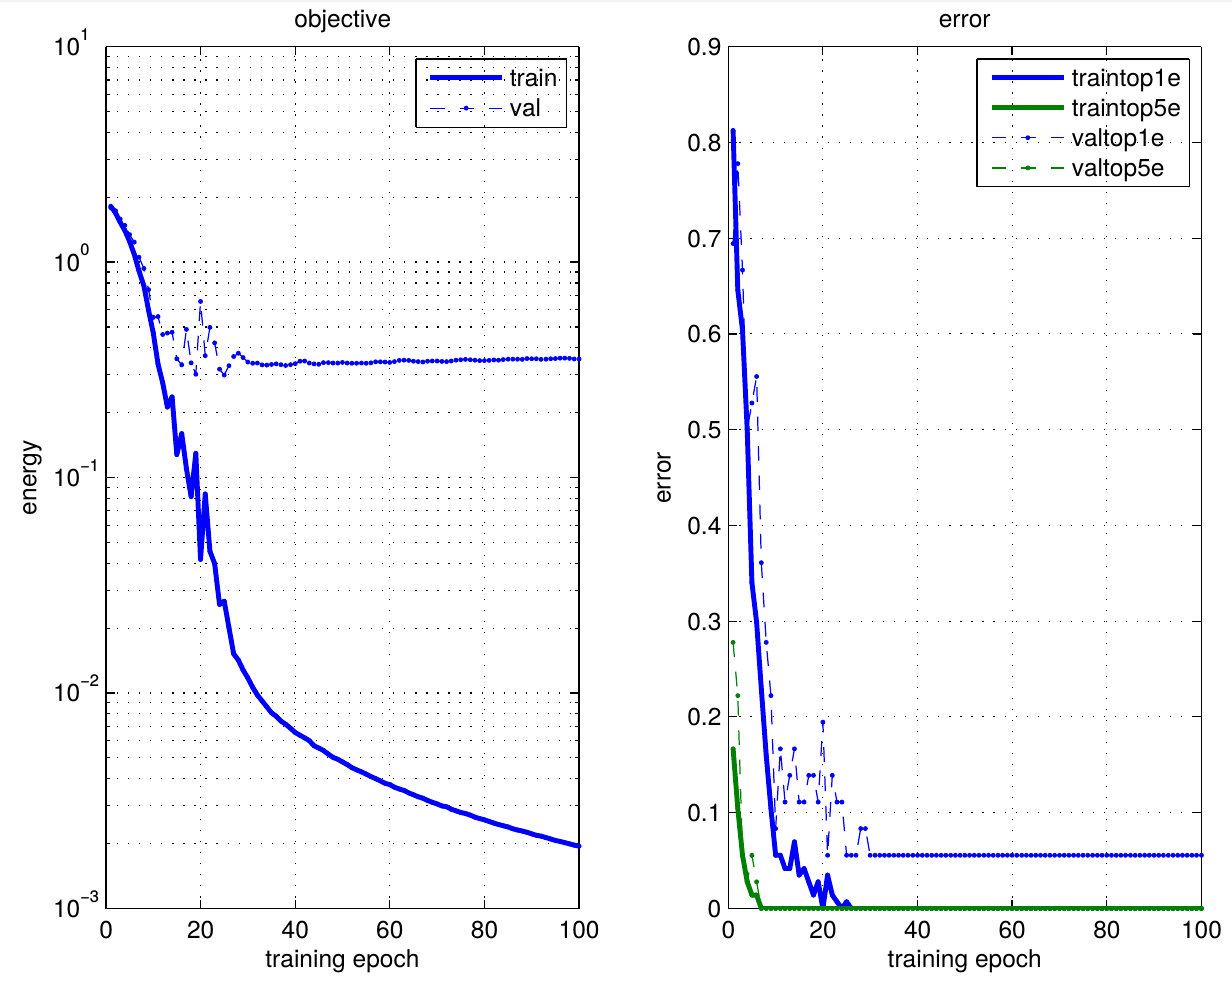 objective
10^1
10^0
10^−1
10^−2
10^−3
energy
0
20
40
60
80
100
training epoch
train
val
error
0.9
0.8
0.7
0.6
0.5
0.4
0.3
0.2
0.1
0
error
0
20
40
60
80
100
training epoch
traintop1e
traintop5e
valtop1e
valtop5e